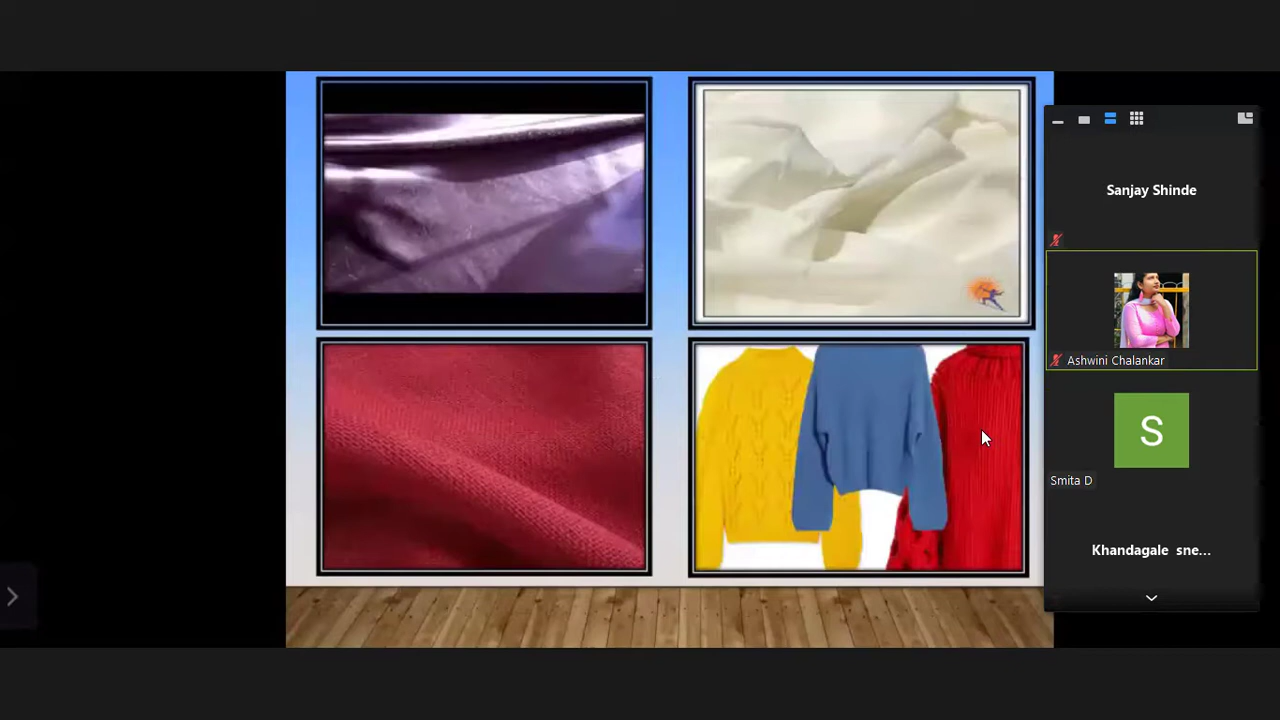 Sanjay Shinde
Ashwini Chalankar
S
Smita D
Khandagale sne...